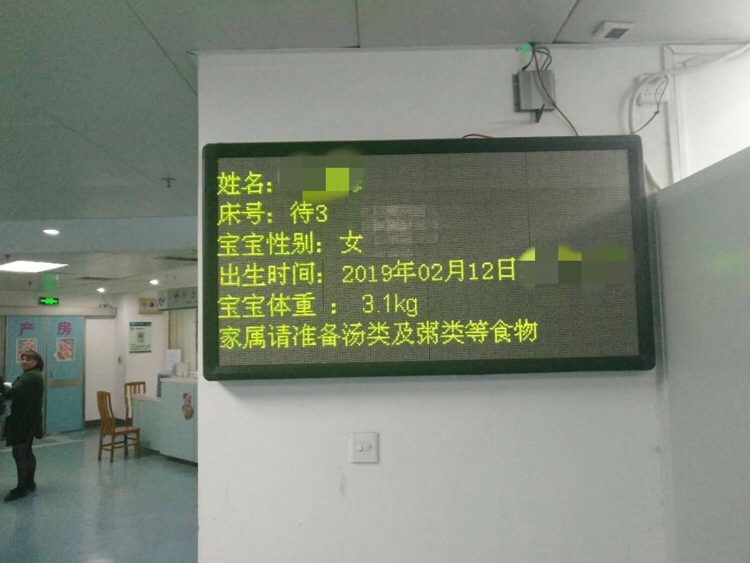 姓名：
床号：待3
宝宝性别：女
出生时间：2019年02月12日
宝宝体重 ：3.1kg
家属请准备汤类及粥类等食物
产房